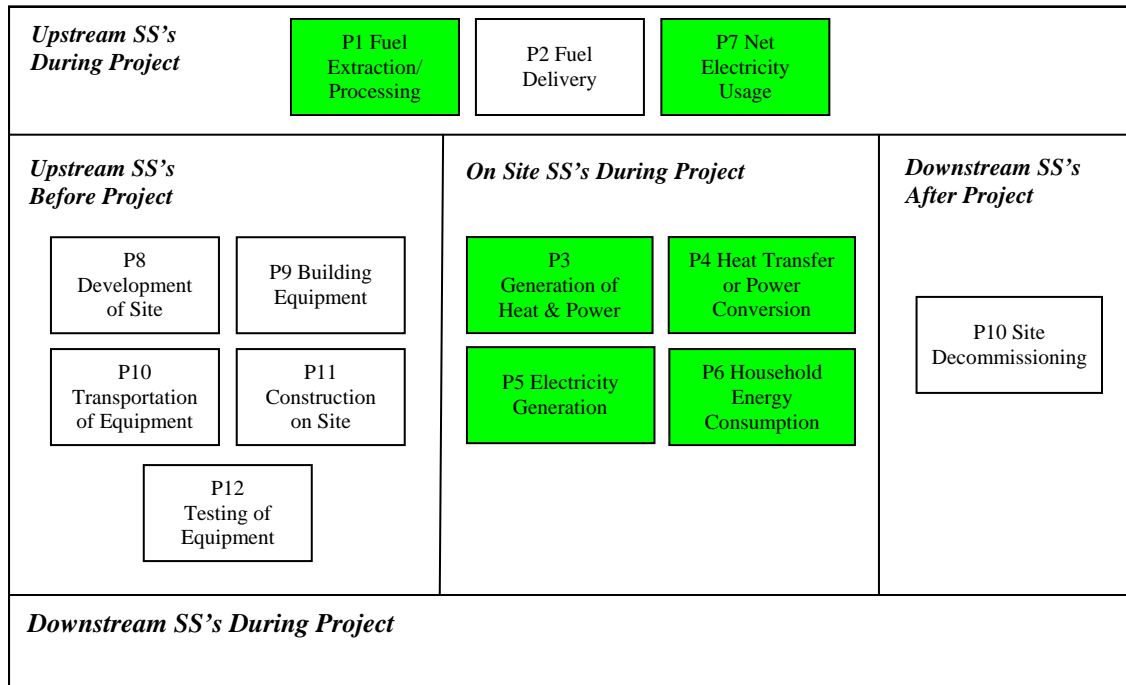 Upstream SS's
During Project
P1 Fuel
Extraction/
Processing
P2 Fuel
Delivery
P7 Net
Electricity
Usage
Upstream SS's
Before Project
P8
Development
of Site
P9 Building
Equipment
P10
Transportation
of Equipment
P11
Construction
on Site
P12
Testing of
Equipment
On Site SS's During Project
P3
Generation of
Heat & Power
P4 Heat Transfer
or Power
Conversion
P5 Electricity
Generation
P6 Household
Energy
Consumption
Downstream SS's
After Project
P10 Site
Decommissioning
Downstream SS's During Project